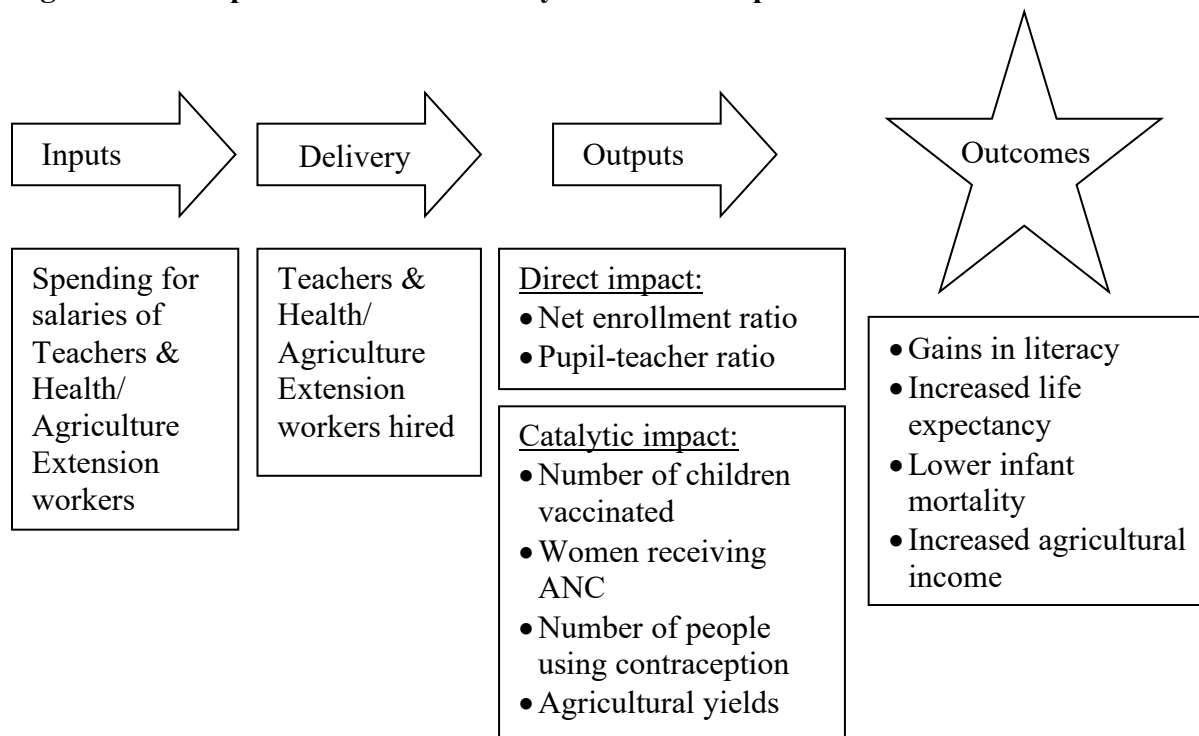 Inputs
Delivery
Outputs
Outcomes
Spending for
salaries of
Teachers &
Health/
Agriculture
Extension
workers
Teachers &
Health/
Agriculture
Extension
workers hired
Direct impact:
• Net enrollment ratio
• Pupil-teacher ratio
Catalytic impact:
• Number of children
vaccinated
• Women receiving
ANC
• Number of people
using contraception
• Agricultural yields
• Gains in literacy
• Increased life
expectancy
• Lower infant
mortality
• Increased agricultural
income